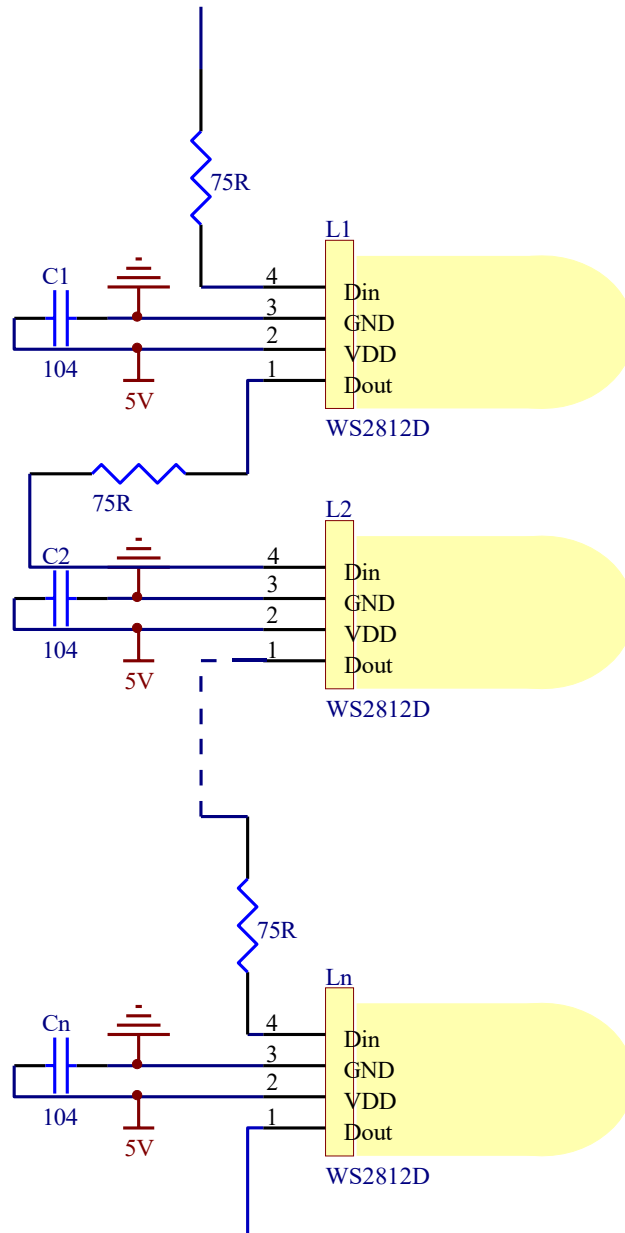 75R
L1
C1
4
Din
3
GND
2
VDD
104
1
Dout
5V
WS2812D
75R
L2
C2
4
Din
3
GND
2
VDD
104
1
Dout
5V
WS2812D
75R
Ln
Cn
4
Din
3
GND
2
VDD
104
1
Dout
5V
WS2812D